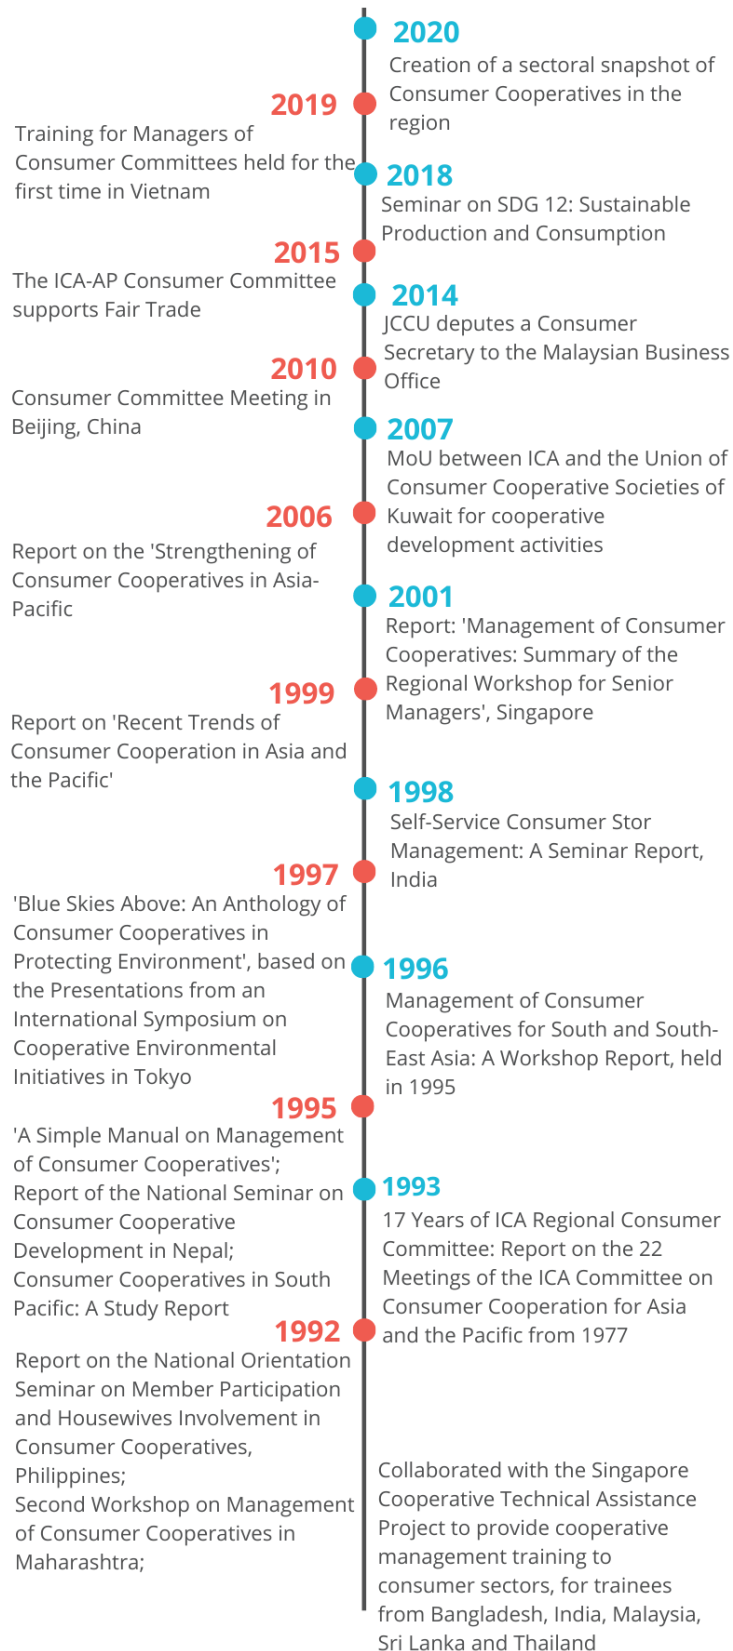 2020
Creation of a sectoral snapshot of
Consumer Cooperatives in the
region
2019
Training for Managers of
Consumer Committees held for the
first time in Vietnam
2018
Seminar on SDG 12: Sustainable
Production and Consumption
2015
The ICA-AP Consumer Committee
supports Fair Trade
2014
JCCU deputes a Consumer
Secretary to the Malaysian Business
Office
2010
Consumer Committee Meeting in
Beijing, China
2007
MoU between ICA and the Union of
Consumer Cooperative Societies of
Kuwait for cooperative
development activities
2006
Report on the 'Strengthening of
Consumer Cooperatives in Asia-
Pacific
2001
Report: 'Management of Consumer
Cooperatives: Summary of the
Regional Workshop for Senior
Managers', Singapore
1999
Report on 'Recent Trends of
Consumer Cooperation in Asia and
the Pacific'
1998
Self-Service Consumer Stor
Management: A Seminar Report,
India
1997
'Blue Skies Above: An Anthology of
Consumer Cooperatives in
Protecting Environment', based on
the Presentations from an
International Symposium on
Cooperative Environmental
Initiatives in Tokyo
1996
Management of Consumer
Cooperatives for South and South-
East Asia: A Workshop Report, held
in 1995
1995
'A Simple Manual on Management
of Consumer Cooperatives';
Report of the National Seminar on
Consumer Cooperative
Development in Nepal;
Consumer Cooperatives in South
Pacific: A Study Report
1993
17 Years of ICA Regional Consumer
Committee: Report on the 22
Meetings of the ICA Committee on
Consumer Cooperation for Asia
and the Pacific from 1977
1992
Report on the National Orientation
Seminar on Member Participation
and Housewives Involvement in
Consumer Cooperatives,
Philippines;
Second Workshop on Management
of Consumer Cooperatives in
Maharashtra;
Collaborated with the Singapore
Cooperative Technical Assistance
Project to provide cooperative
management training to
consumer sectors, for trainees
from Bangladesh, India, Malaysia,
Sri Lanka and Thailand